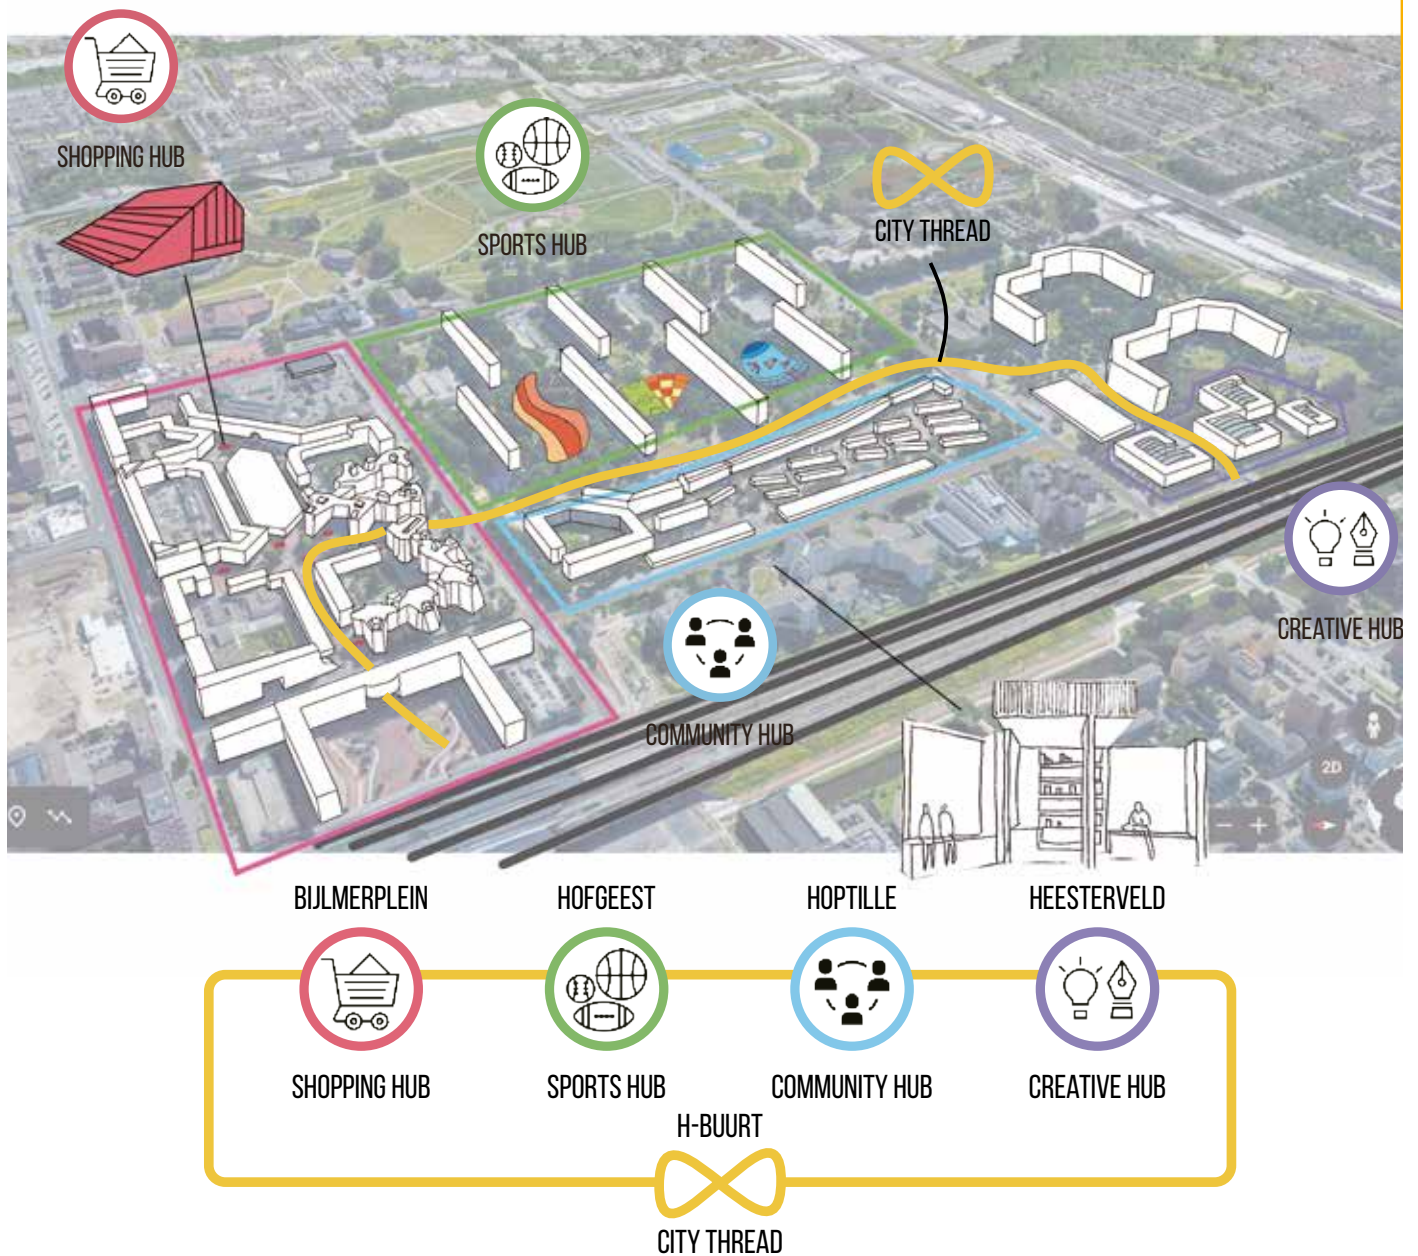 SHOPPING HUB
SPORTS HUB
CITY THREAD
CREATIVE HUB
COMMUNITY HUB
2D
BIJLMERPLEIN
HOFGEEST
HOPTILLE
HEESTERVELD
SHOPPING HUB
SPORTS HUB
COMMUNITY HUB
CREATIVE HUB
H-BUURT
CITY THREAD